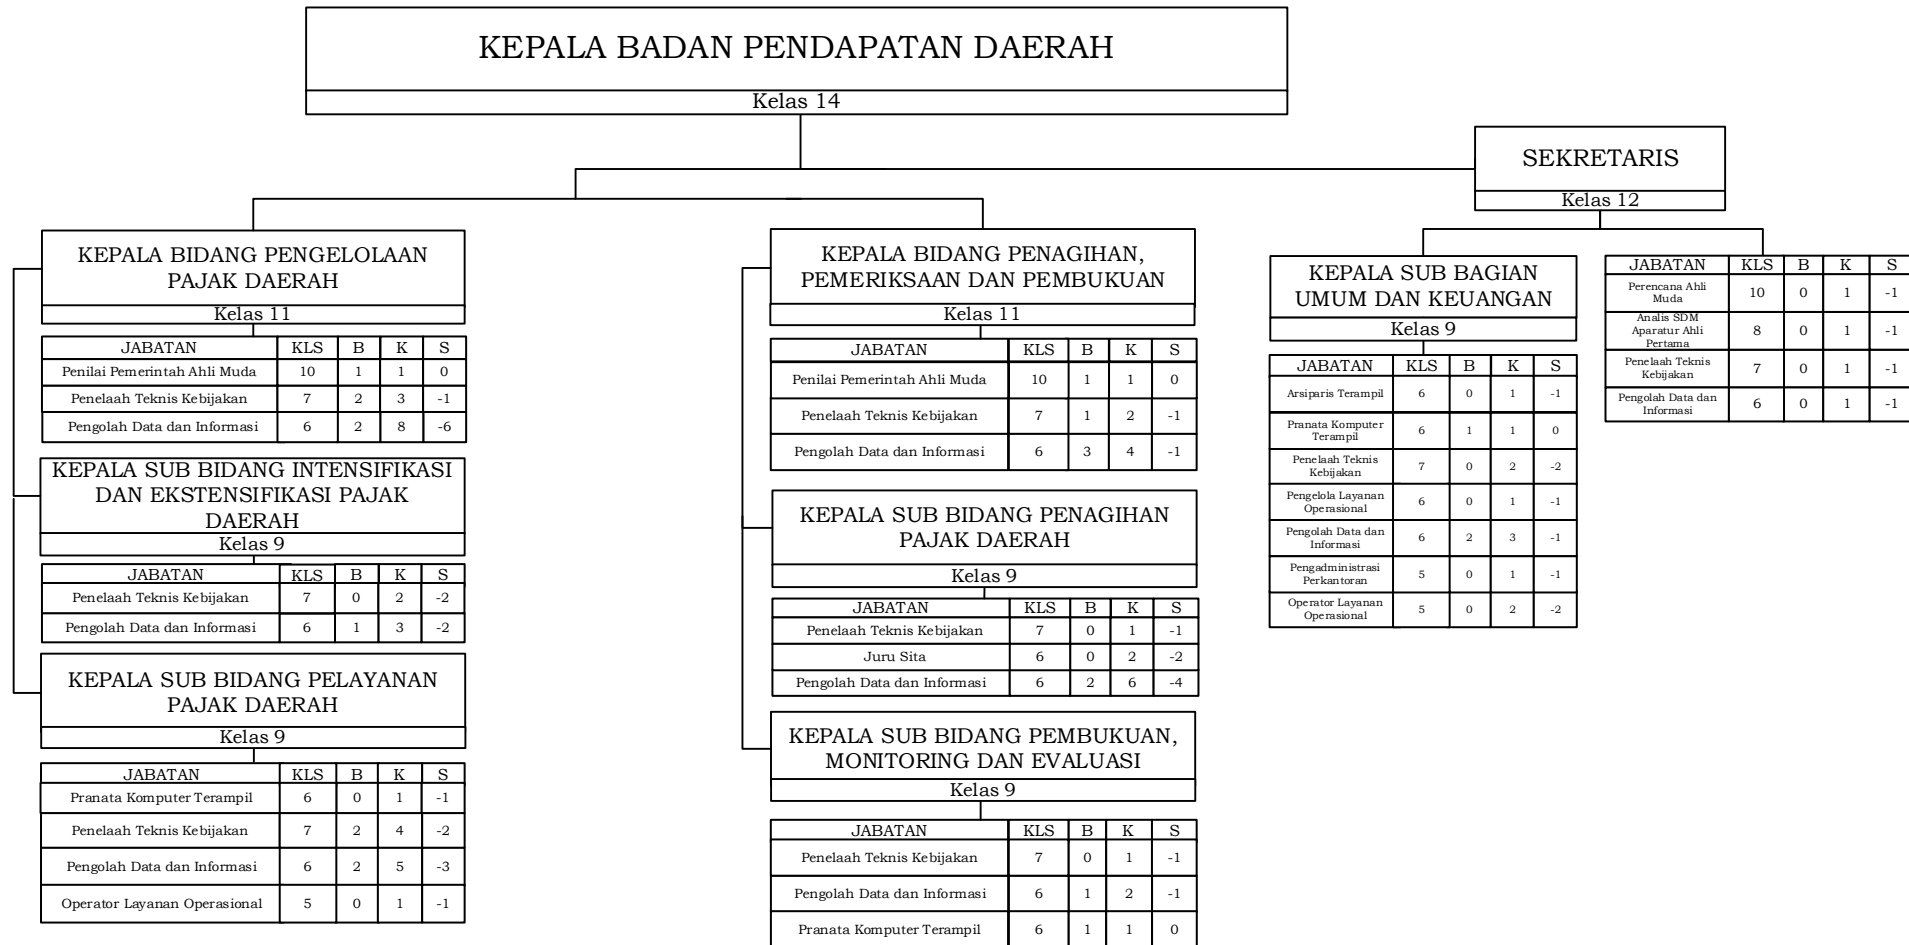 KEPALA BADAN PENDAPATAN DAERAH
Kelas 14
SEKRETARIS
Kelas 12
KEPALA BIDANG PENGELOLAAN
PAJAK DAERAH
Kelas 11
JABATAN KLS B K S
Penilai Pemerintah Ahli Muda 10 1 1 0
Penelaah Teknis Kebijakan 7 2 3 -1
Pengolah Data dan Informasi 6 2 8 -6
KEPALA SUB BIDANG INTENSIFIKASI
DAN EKSTENSIFIKASI PAJAK
DAERAH
Kelas 9
JABATAN KLS B K S
Penelaah Teknis Kebijakan 7 0 2 -2
Pengolah Data dan Informasi 6 1 3 -2
KEPALA SUB BIDANG PELAYANAN
PAJAK DAERAH
Kelas 9
JABATAN KLS B K S
Pranata Komputer Terampil 6 0 1 -1
Penelaah Teknis Kebijakan 7 2 4 -2
Pengolah Data dan Informasi 6 2 5 -3
Operator Layanan Operasional 5 0 1 -1
KEPALA BIDANG PENAGIHAN,
PEMERIKSAAN DAN PEMBUKUAN
Kelas 11
JABATAN KLS B K S
Penilai Pemerintah Ahli Muda 10 1 1 0
Penelaah Teknis Kebijakan 7 1 2 -1
Pengolah Data dan Informasi 6 3 4 -1
KEPALA SUB BIDANG PENAGIHAN
PAJAK DAERAH
Kelas 9
JABATAN KLS B K S
Penelaah Teknis Kebijakan 7 0 1 -1
Juru Sita 6 0 2 -2
Pengolah Data dan Informasi 6 2 6 -4
KEPALA SUB BIDANG PEMBUKUAN,
MONITORING DAN EVALUASI
Kelas 9
JABATAN KLS B K S
Penelaah Teknis Kebijakan 7 0 1 -1
Pengolah Data dan Informasi 6 1 2 -1
Pranata Komputer Terampil 6 1 1 0
KEPALA SUB BAGIAN
UMUM DAN KEUANGAN
Kelas 9
JABATAN KLS B K S
Arsiparis Terampil 6 0 1 -1
Pranata Komputer
Terampil 6 1 1 0
Penelaah Teknis
Kebijakan 7 0 2 -2
Pengelola Layanan
Operasional 6 0 1 -1
Pengolah Data dan
Informasi 6 2 3 -1
Pengadministrasi
Perkantoran 5 0 1 -1
Operator Layanan
Operasional 5 0 2 -2
JABATAN KLS B K S
Perencana Ahli
Muda 10 0 1 -1
Analis SDM
Aparatur Ahli
Pertama 8 0 1 -1
Penelaah Teknis
Kebijakan 7 0 1 -1
Pengolah Data dan
Informasi 6 0 1 -1